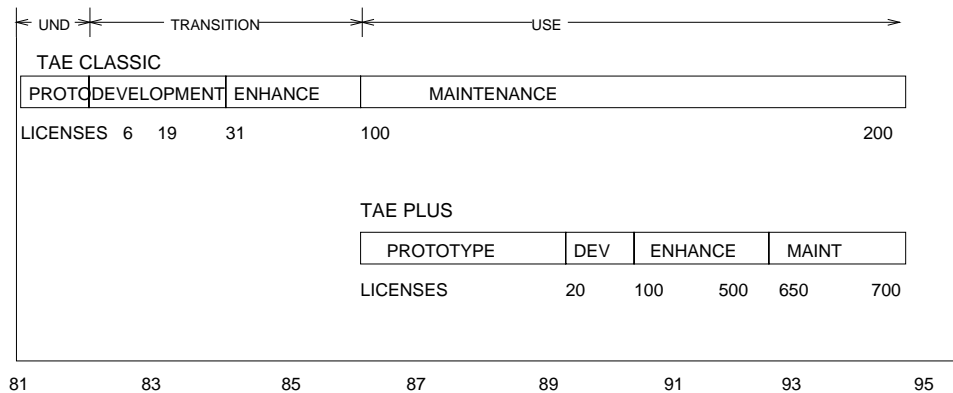 UND TRANSITION USE
TAE CLASSIC
PROTO DEVELOPMENT ENHANCE MAINTENANCE
LICENSES 6 19 31 100 200
TAE PLUS
PROTOTYPE DEV ENHANCE MAINT
LICENSES 20 100 500 650 700
81 83 85 87 89 91 93 95